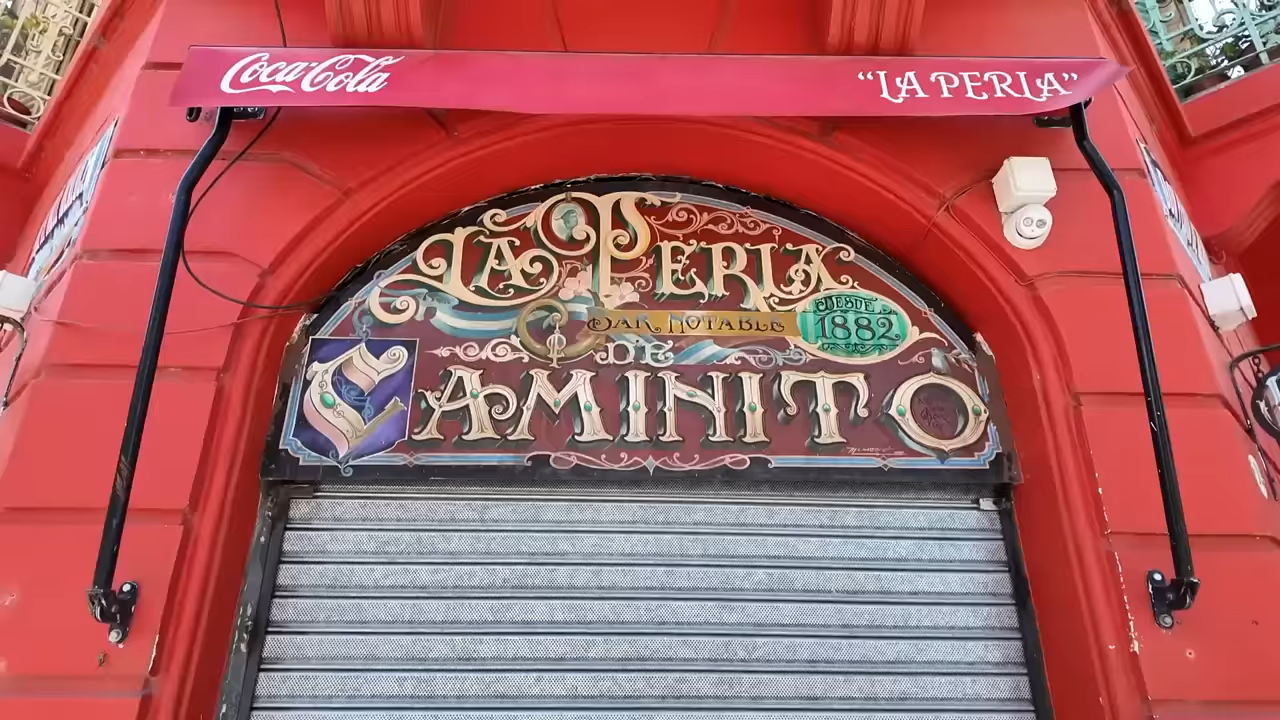 Coca-Cola "LA PERLA"
LA PERLA
BAR NOTABLE
DESDE
1882
DE
CAMINITO